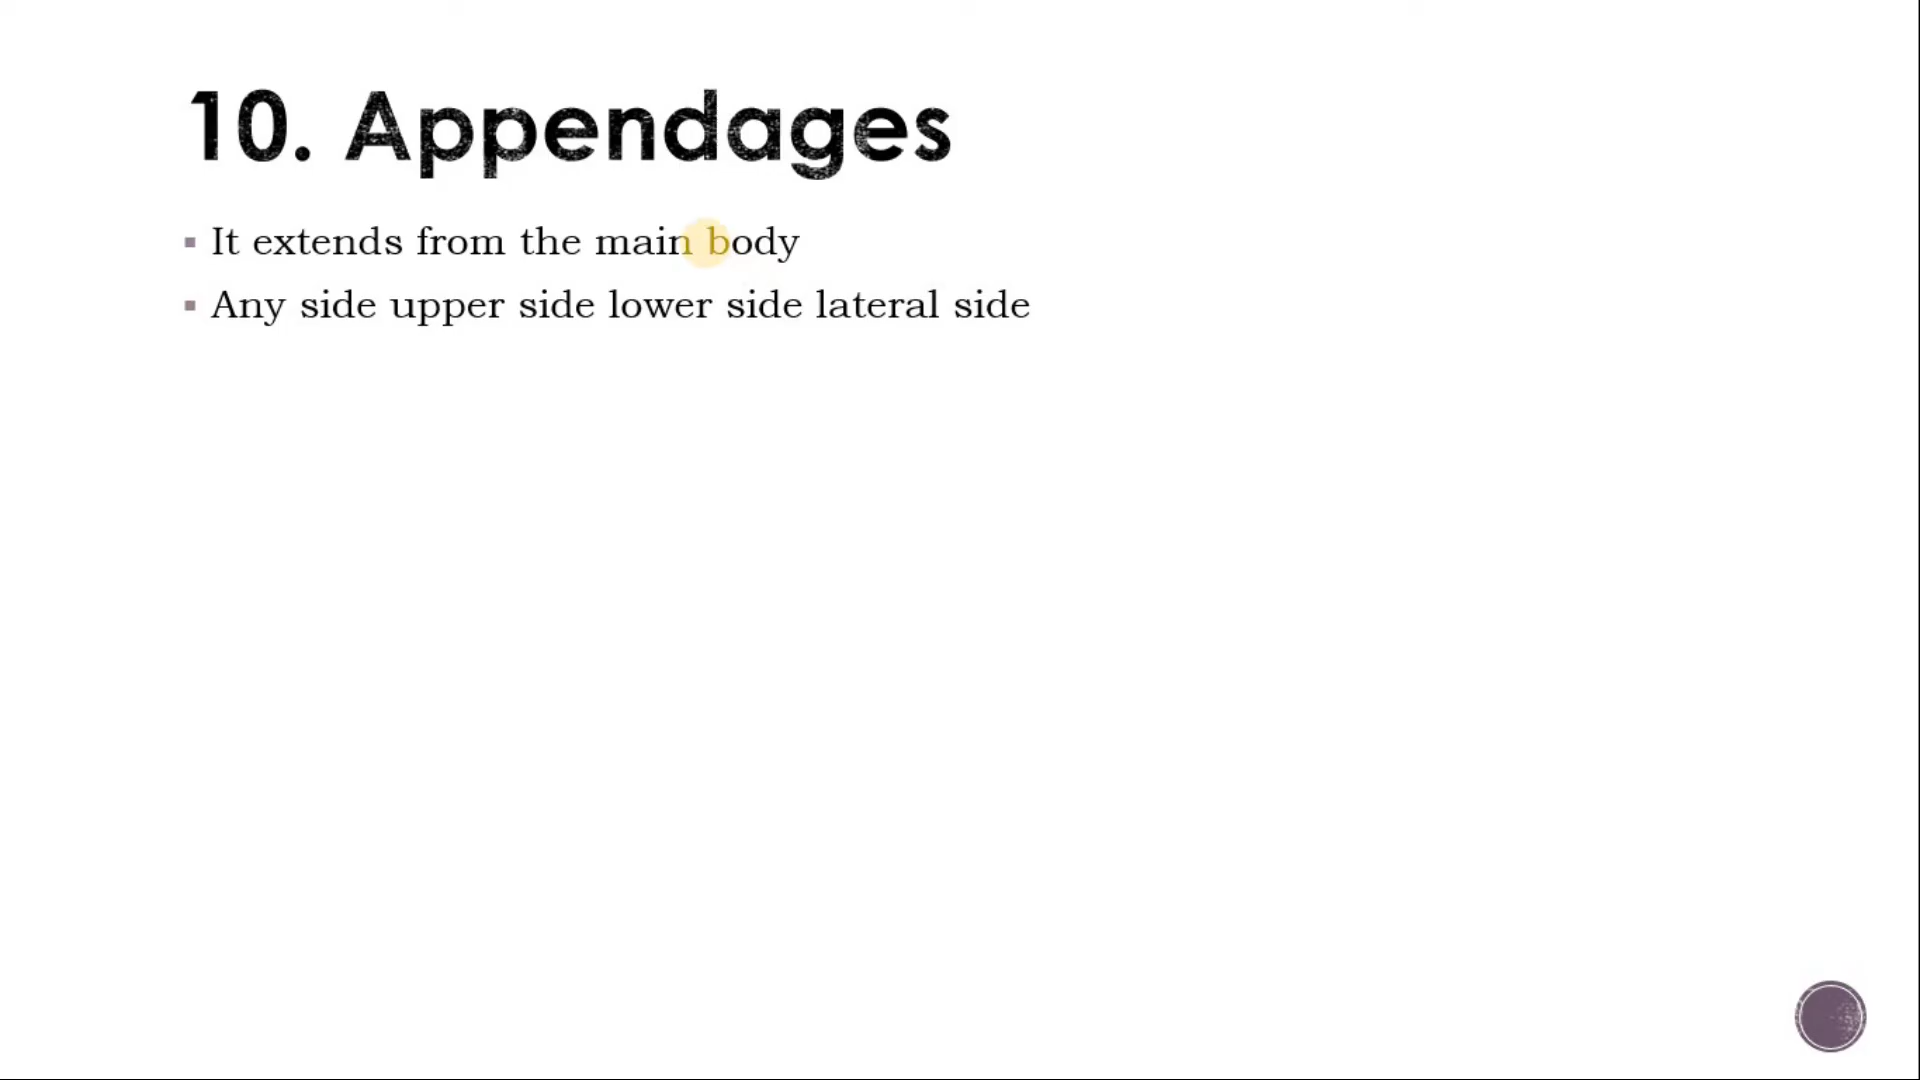 10. Appendages
It extends from the main body
Any side upper side lower side lateral side